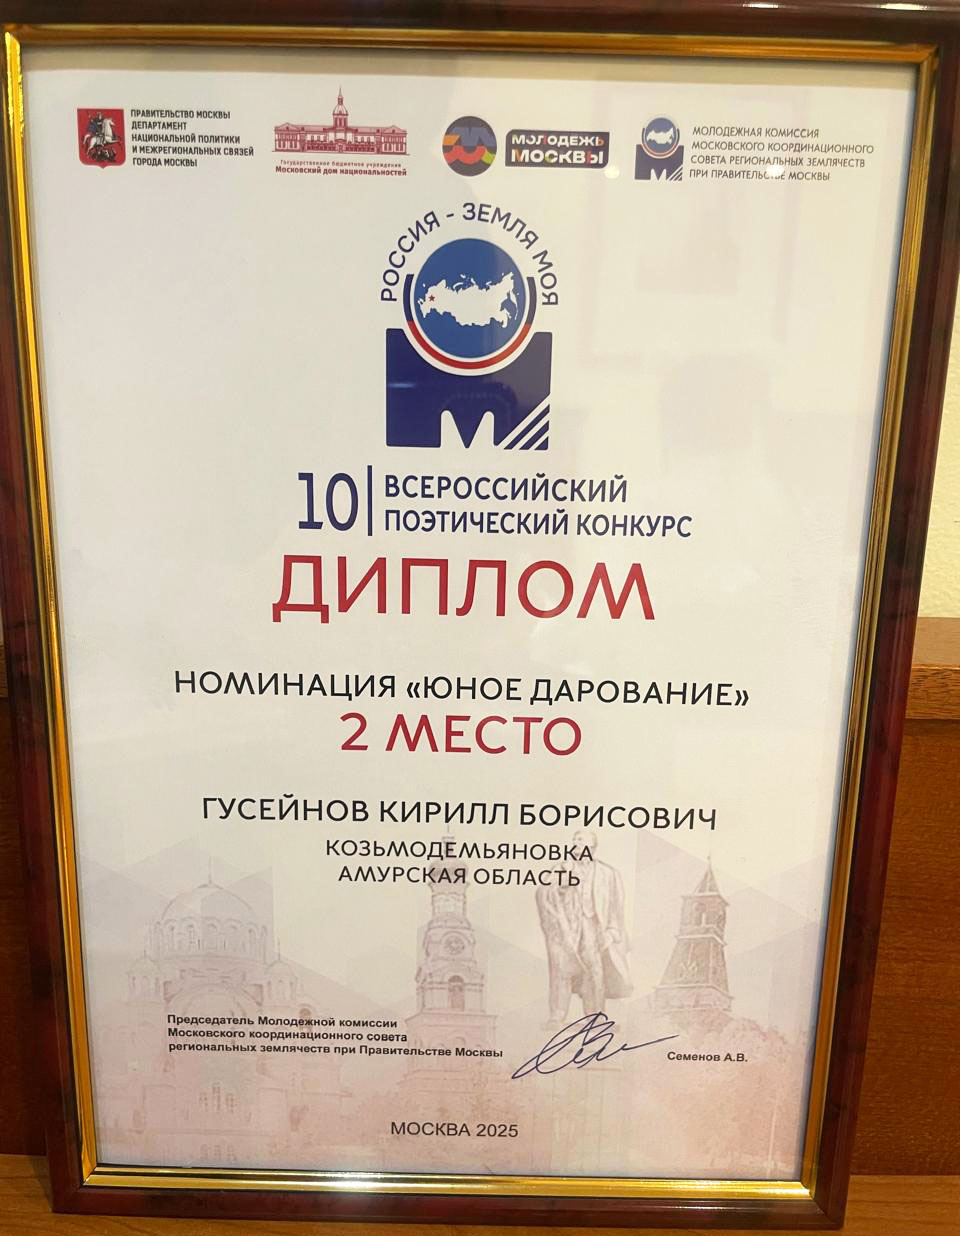 ПРАВИТЕЛЬСТВО МОСКВЫ
ДЕПАРТАМЕНТ
НАЦИОНАЛЬНОЙ ПОЛИТИКИ
И МЕЖРЕГИОНАЛЬНЫХ СВЯЗЕЙ
ГОРОДА МОСКВЫ
Государственное бюджетное учреждение
Московский дом национальностей
МОЛОДЕЖЬ
МОСКВЫ
МОЛОДЕЖНАЯ КОМИССИЯ
МОСКОВСКОГО КООРДИНАЦИОННОГО
СОВЕТА РЕГИОНАЛЬНЫХ ЗЕМЛЯЧЕСТВ
ПРИ ПРАВИТЕЛЬСТВЕ МОСКВЫ
РОССИЯ - ЗЕМЛЯ МОЯ
М
10 ВСЕРОССИЙСКИЙ
ПОЭТИЧЕСКИЙ КОНКУРС
ДИПЛОМ
НОМИНАЦИЯ «ЮНОЕ ДАРОВАНИЕ»
2 МЕСТО
ГУСЕЙНОВ КИРИЛЛ БОРИСОВИЧ
КОЗЬМОДЕМЬЯНОВКА
АМУРСКАЯ ОБЛАСТЬ
Председатель Молодежной комиссии
Московского координационного совета
региональных землячеств при Правительстве Москвы
Семенов А.В.
МОСКВА 2025